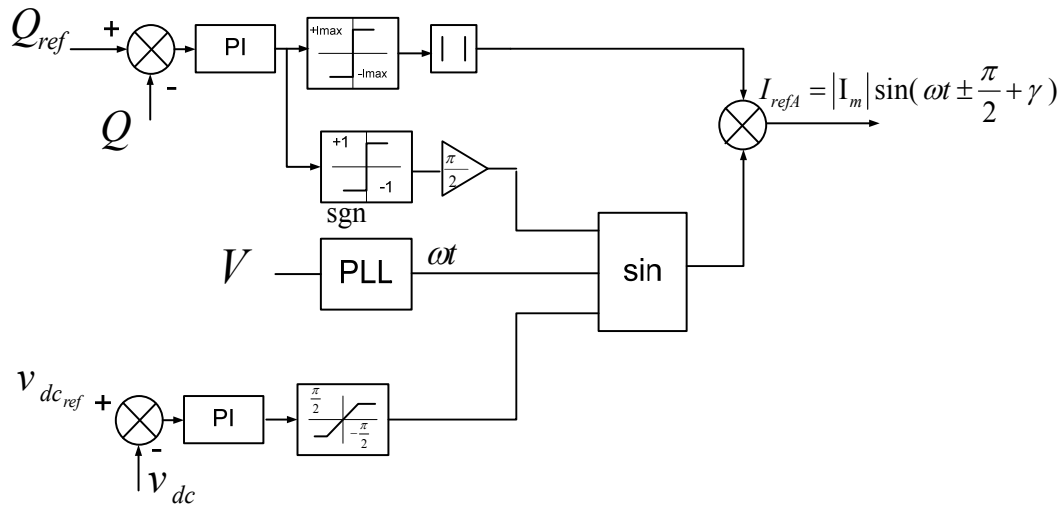 Q_ref
+
-
Q
PI
+Imax
-Imax
| |
I_refA = |I_m| sin( ωt ± π/2 + γ )
+1
-1
sgn
π/2
V
PLL
ωt
sin
v_dc_ref
+
-
v_dc
PI
π/2
-π/2